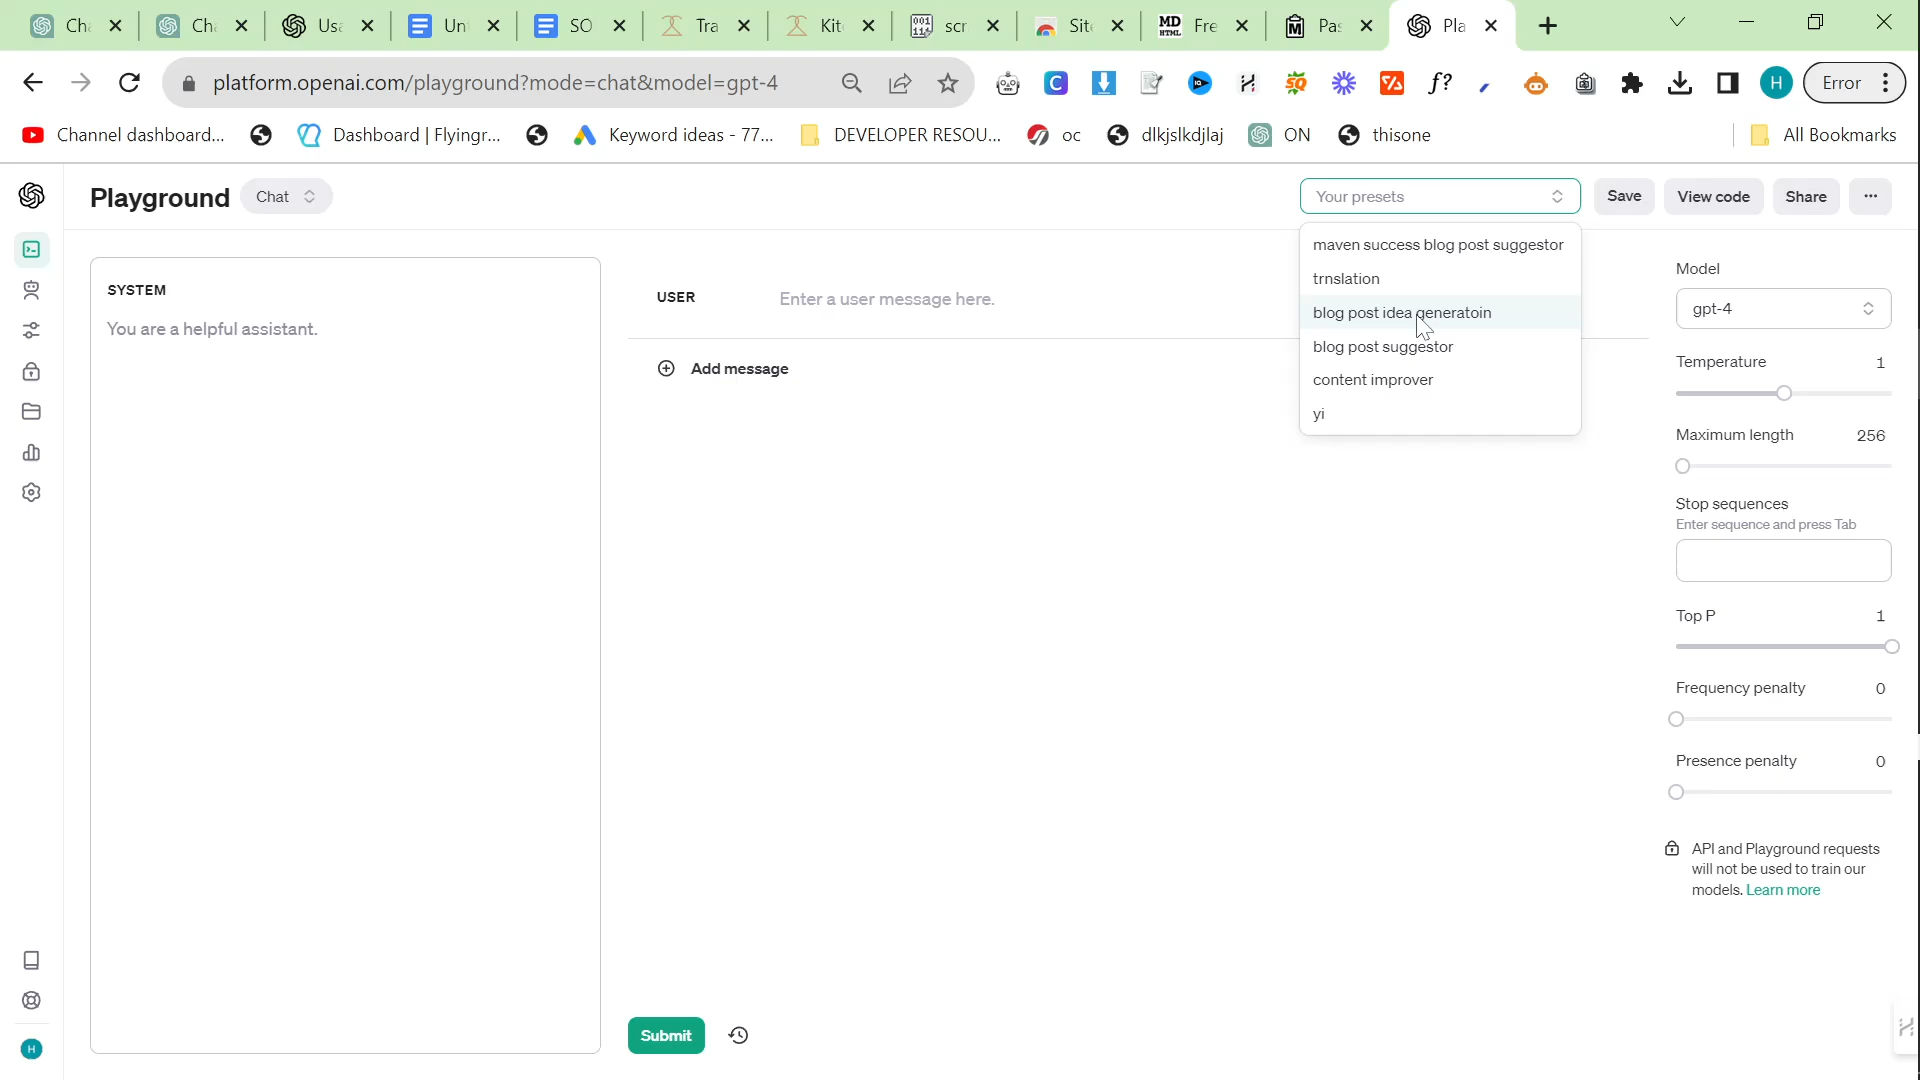 Ch
Ch
Us
Un
SO
Tra
Kit
scr
Site
MD HTML
Fre
Pas
Pla
platform.openai.com/playground?mode=chat&model=gpt-4
Error
Channel dashboard...
Dashboard | Flyingr...
Keyword ideas - 77...
DEVELOPER RESOU...
oc
dlkjslkdjlaj
ON
thisone
All Bookmarks
Playground
Chat
Your presets
Save
View code
Share
...
maven success blog post suggestor
trnslation
blog post idea generatoin
blog post suggestor
content improver
yi
SYSTEM
You are a helpful assistant.
USER
Enter a user message here.
Add message
Model
gpt-4
Temperature 1
Maximum length 256
Stop sequences
Enter sequence and press Tab
Top P 1
Frequency penalty 0
Presence penalty 0
API and Playground requests
will not be used to train our
models. Learn more
Submit
H
H